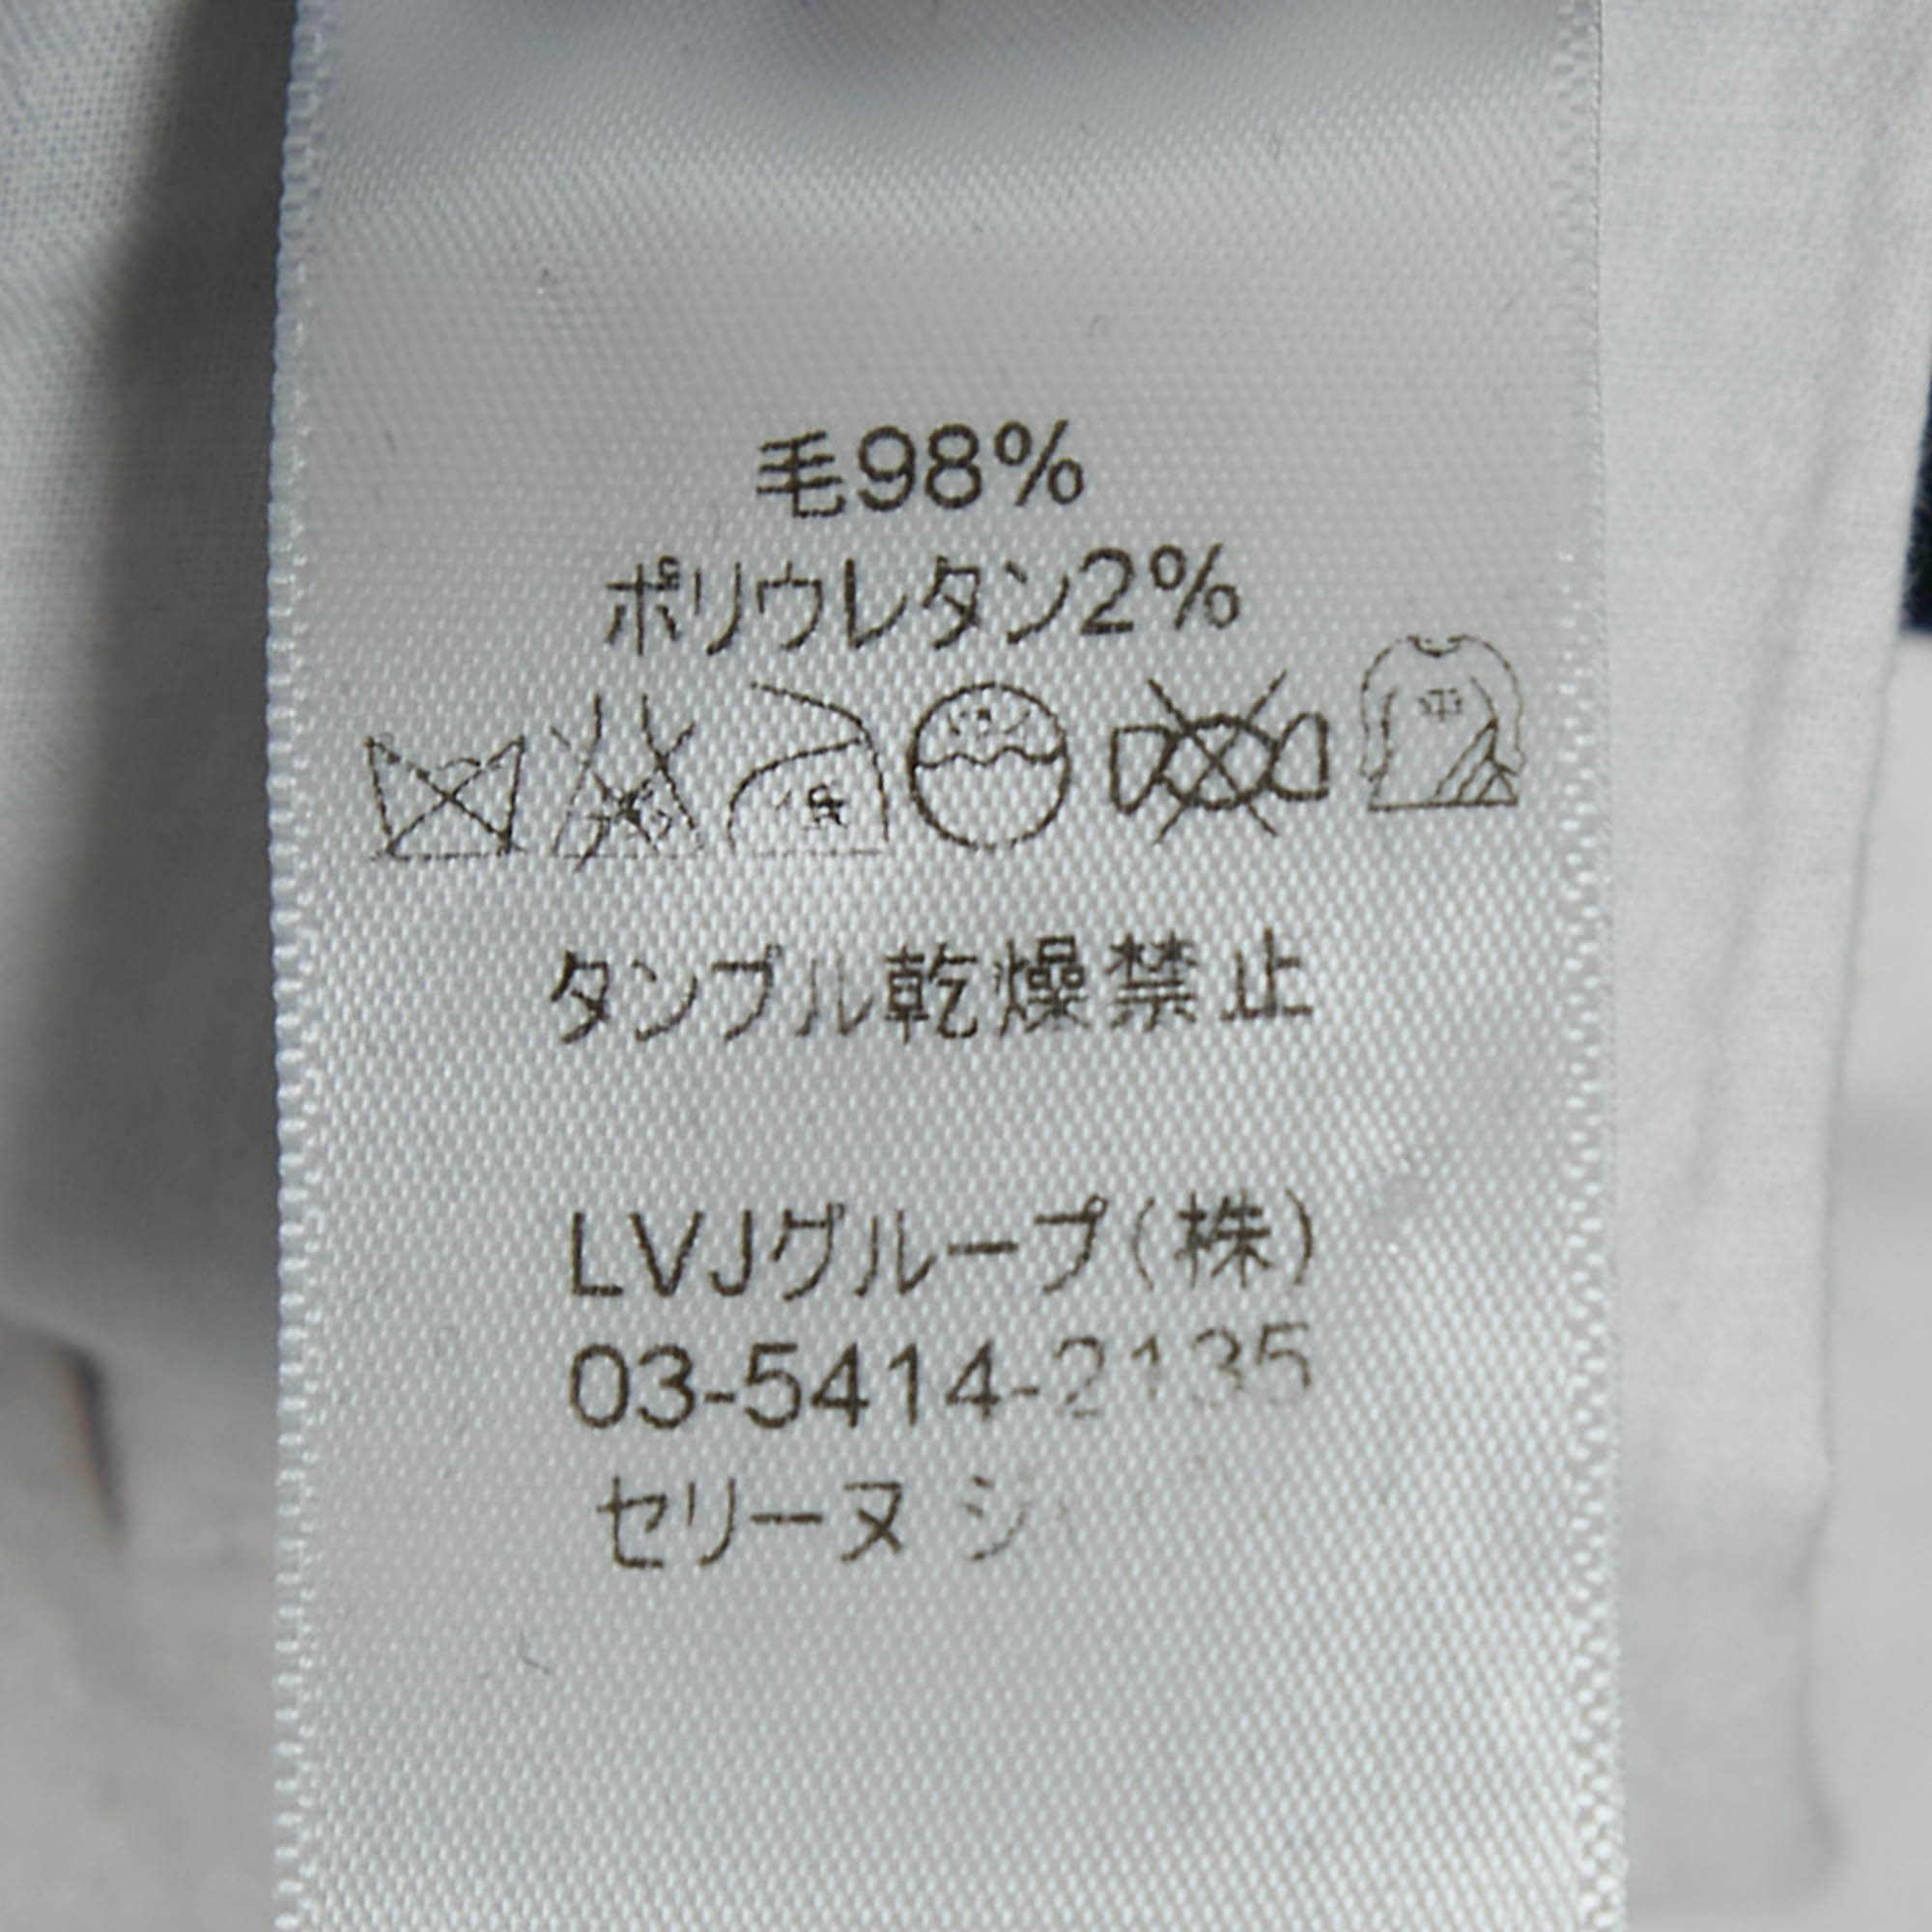 毛98%
ポリウレタン2%
タンブル乾燥禁止
LVJグループ(株)
03-5414-2135
セリーヌ